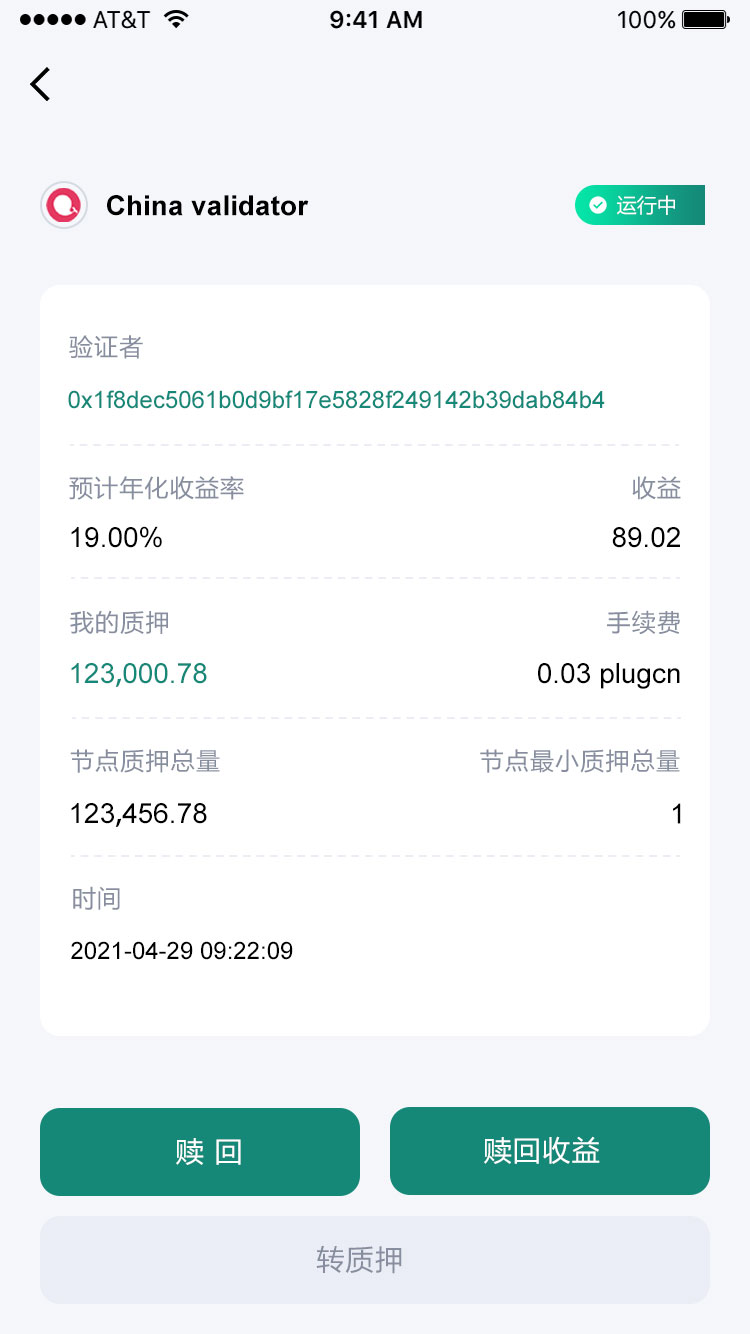 AT&T 9:41 AM 100%
China validator 运行中
验证者
0x1f8dec5061b0d9bf17e5828f249142b39dab84b4
预计年化收益率 收益
19.00% 89.02
我的质押 手续费
123,000.78 0.03 plugcn
节点质押总量 节点最小质押总量
123,456.78 1
时间
2021-04-29 09:22:09
赎 回 赎回收益
转质押